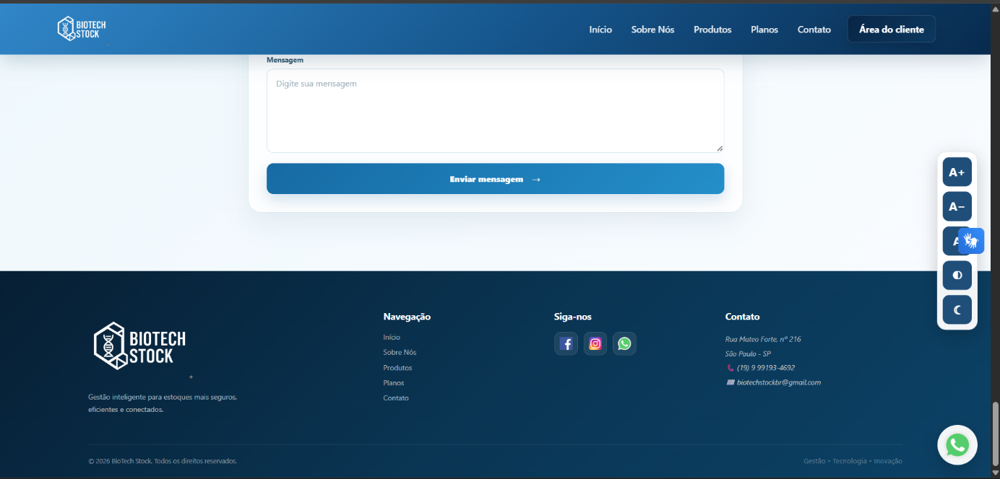 BIOTECH
STOCK
Início
Sobre Nós
Produtos
Planos
Contato
Área do cliente
Mensagem
Digite sua mensagem
Enviar mensagem →
A+
A−
A
BIOTECH
STOCK
Gestão inteligente para estoques mais seguros,
eficientes e conectados.
Navegação
Início
Sobre Nós
Produtos
Planos
Contato
Siga-nos
Contato
Rua Mateo Forte, nº 216
São Paulo - SP
(19) 9 99193-4692
biotechstockbr@gmail.com
© 2026 BioTech Stock. Todos os direitos reservados.
Gestão • Tecnologia • Inovação